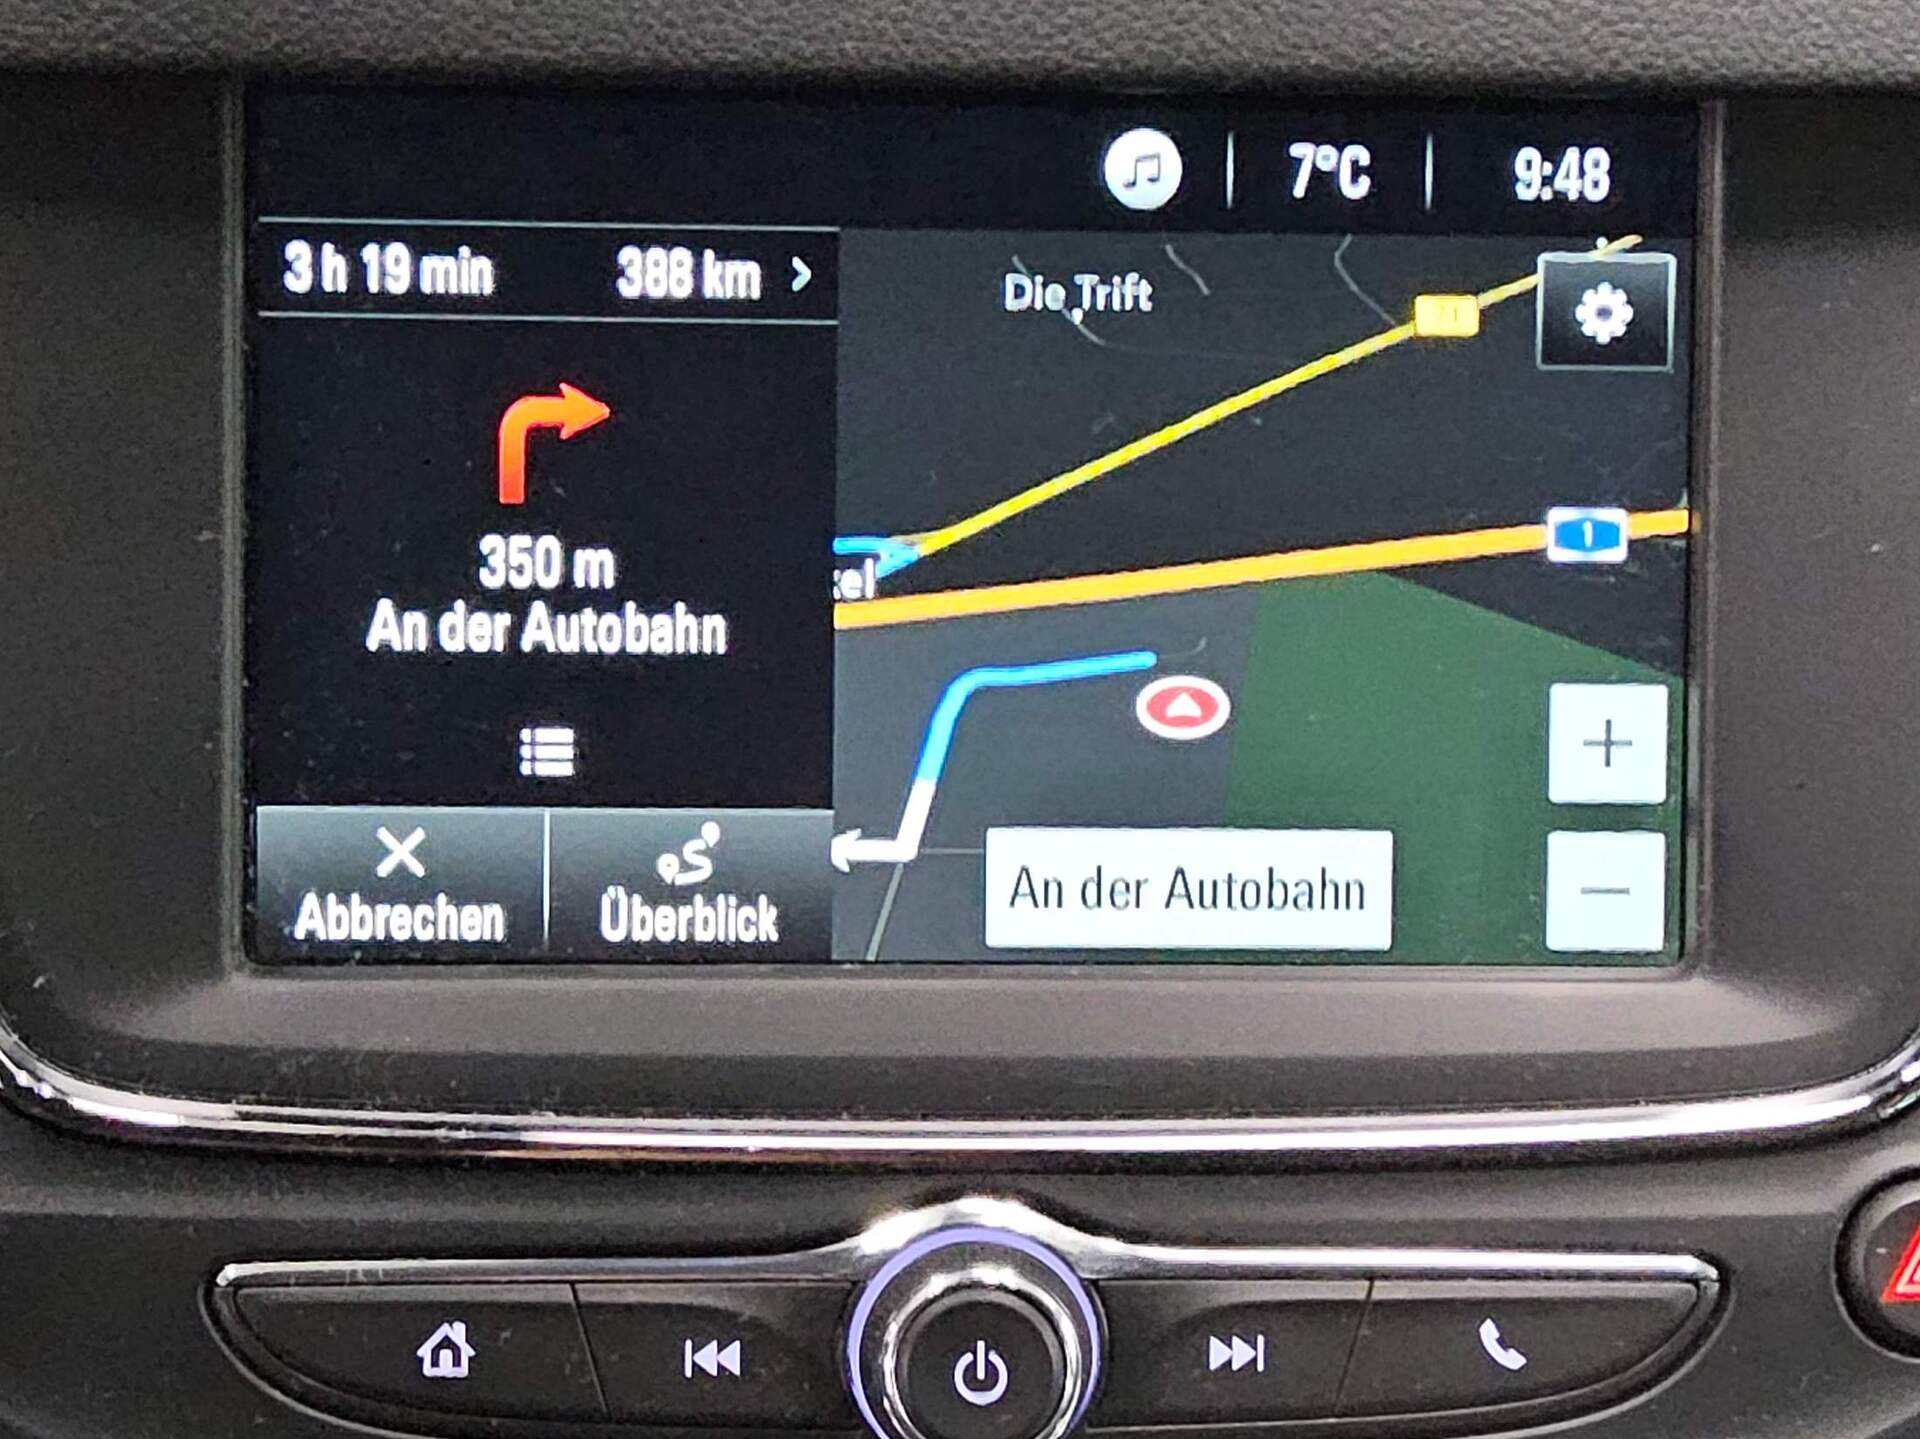 7°C
9:48
3 h 19 min
388 km
350 m
An der Autobahn
Abbrechen
Überblick
Die Trift
1
An der Autobahn